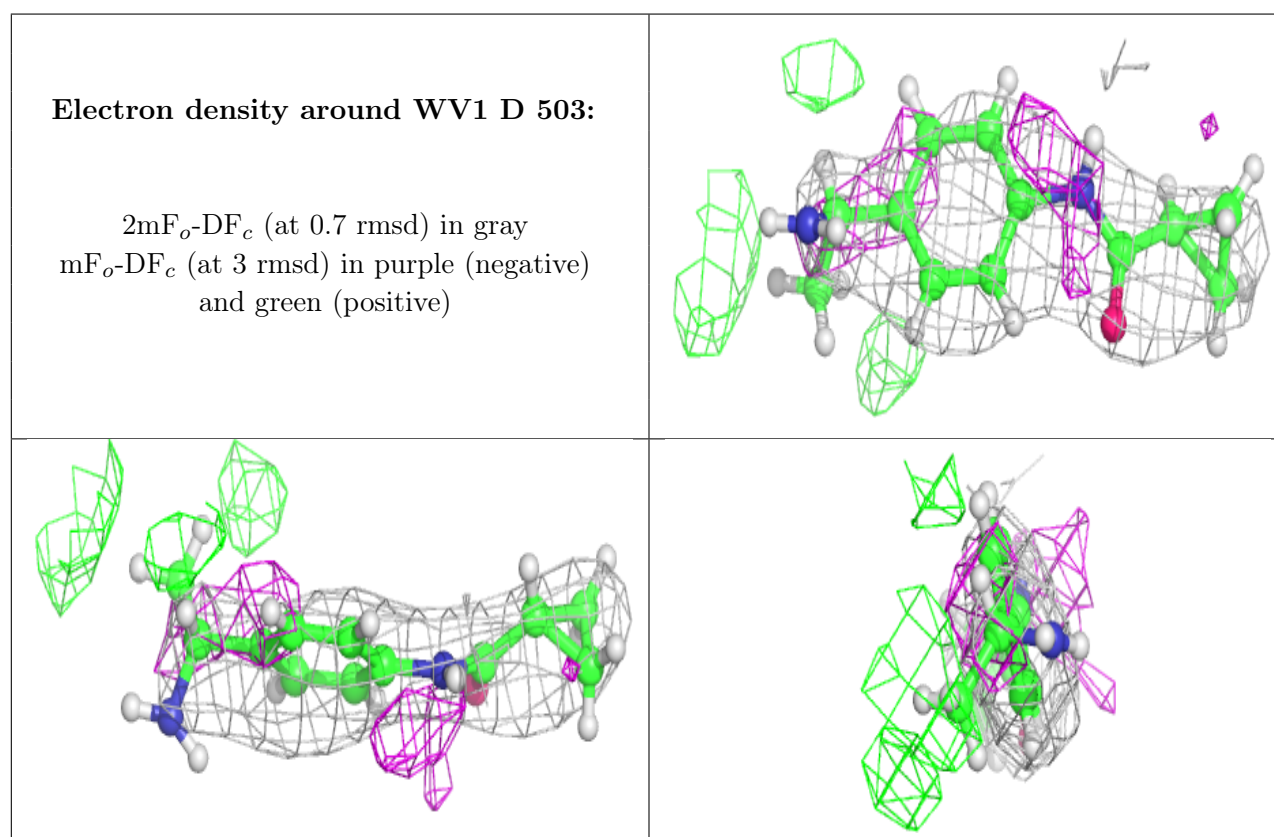 Electron density around WV1 D 503:
2mFo-DFc (at 0.7 rmsd) in gray
mFo-DFc (at 3 rmsd) in purple (negative)
and green (positive)